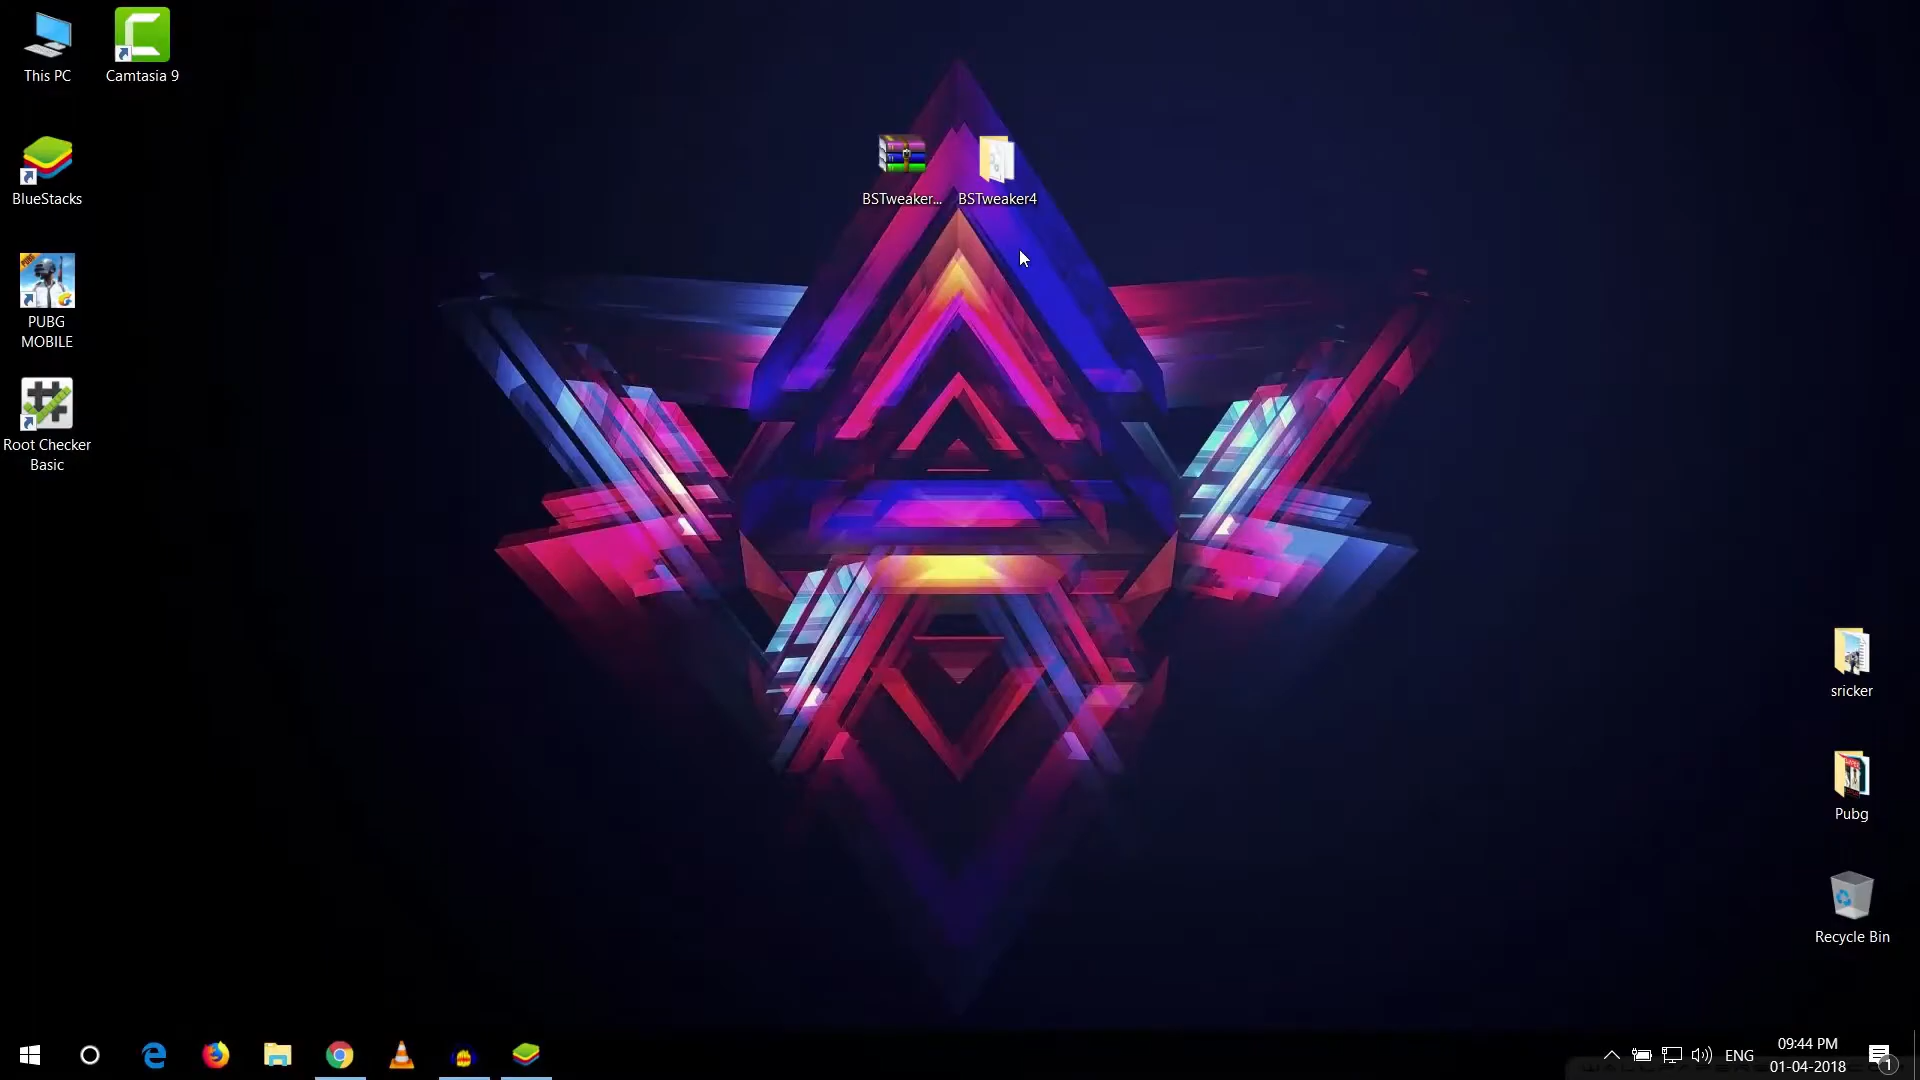 This PC
Camtasia 9
BlueStacks
PUBG
MOBILE
Root Checker
Basic
BSTweaker...
BSTweaker4
sricker
Pubg
Recycle Bin
ENG
09:44 PM
01-04-2018
1